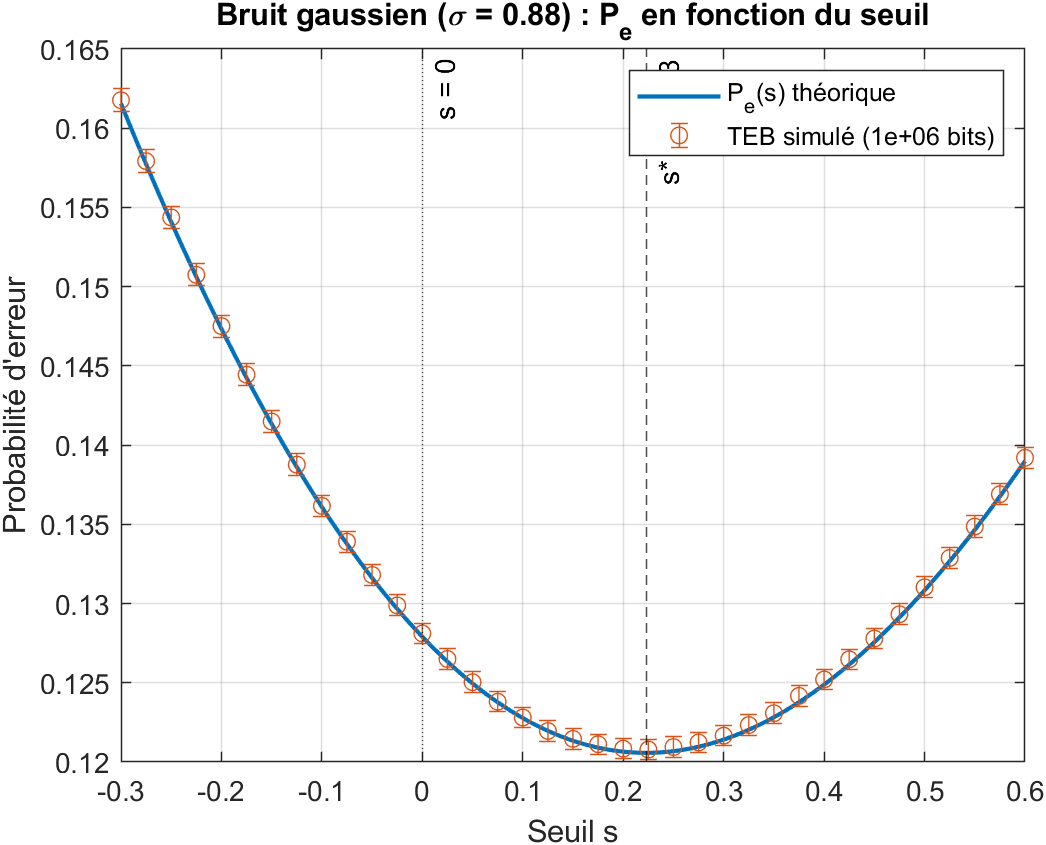 Bruit gaussien (σ = 0.88) : Pₑ en fonction du seuil
0.165
0.16
0.155
0.15
0.145
0.14
0.135
0.13
0.125
0.12
Probabilité d'erreur
s = 0
s*
Pₑ(s) théorique
TEB simulé (1e+06 bits)
-0.3 -0.2 -0.1 0 0.1 0.2 0.3 0.4 0.5 0.6
Seuil s